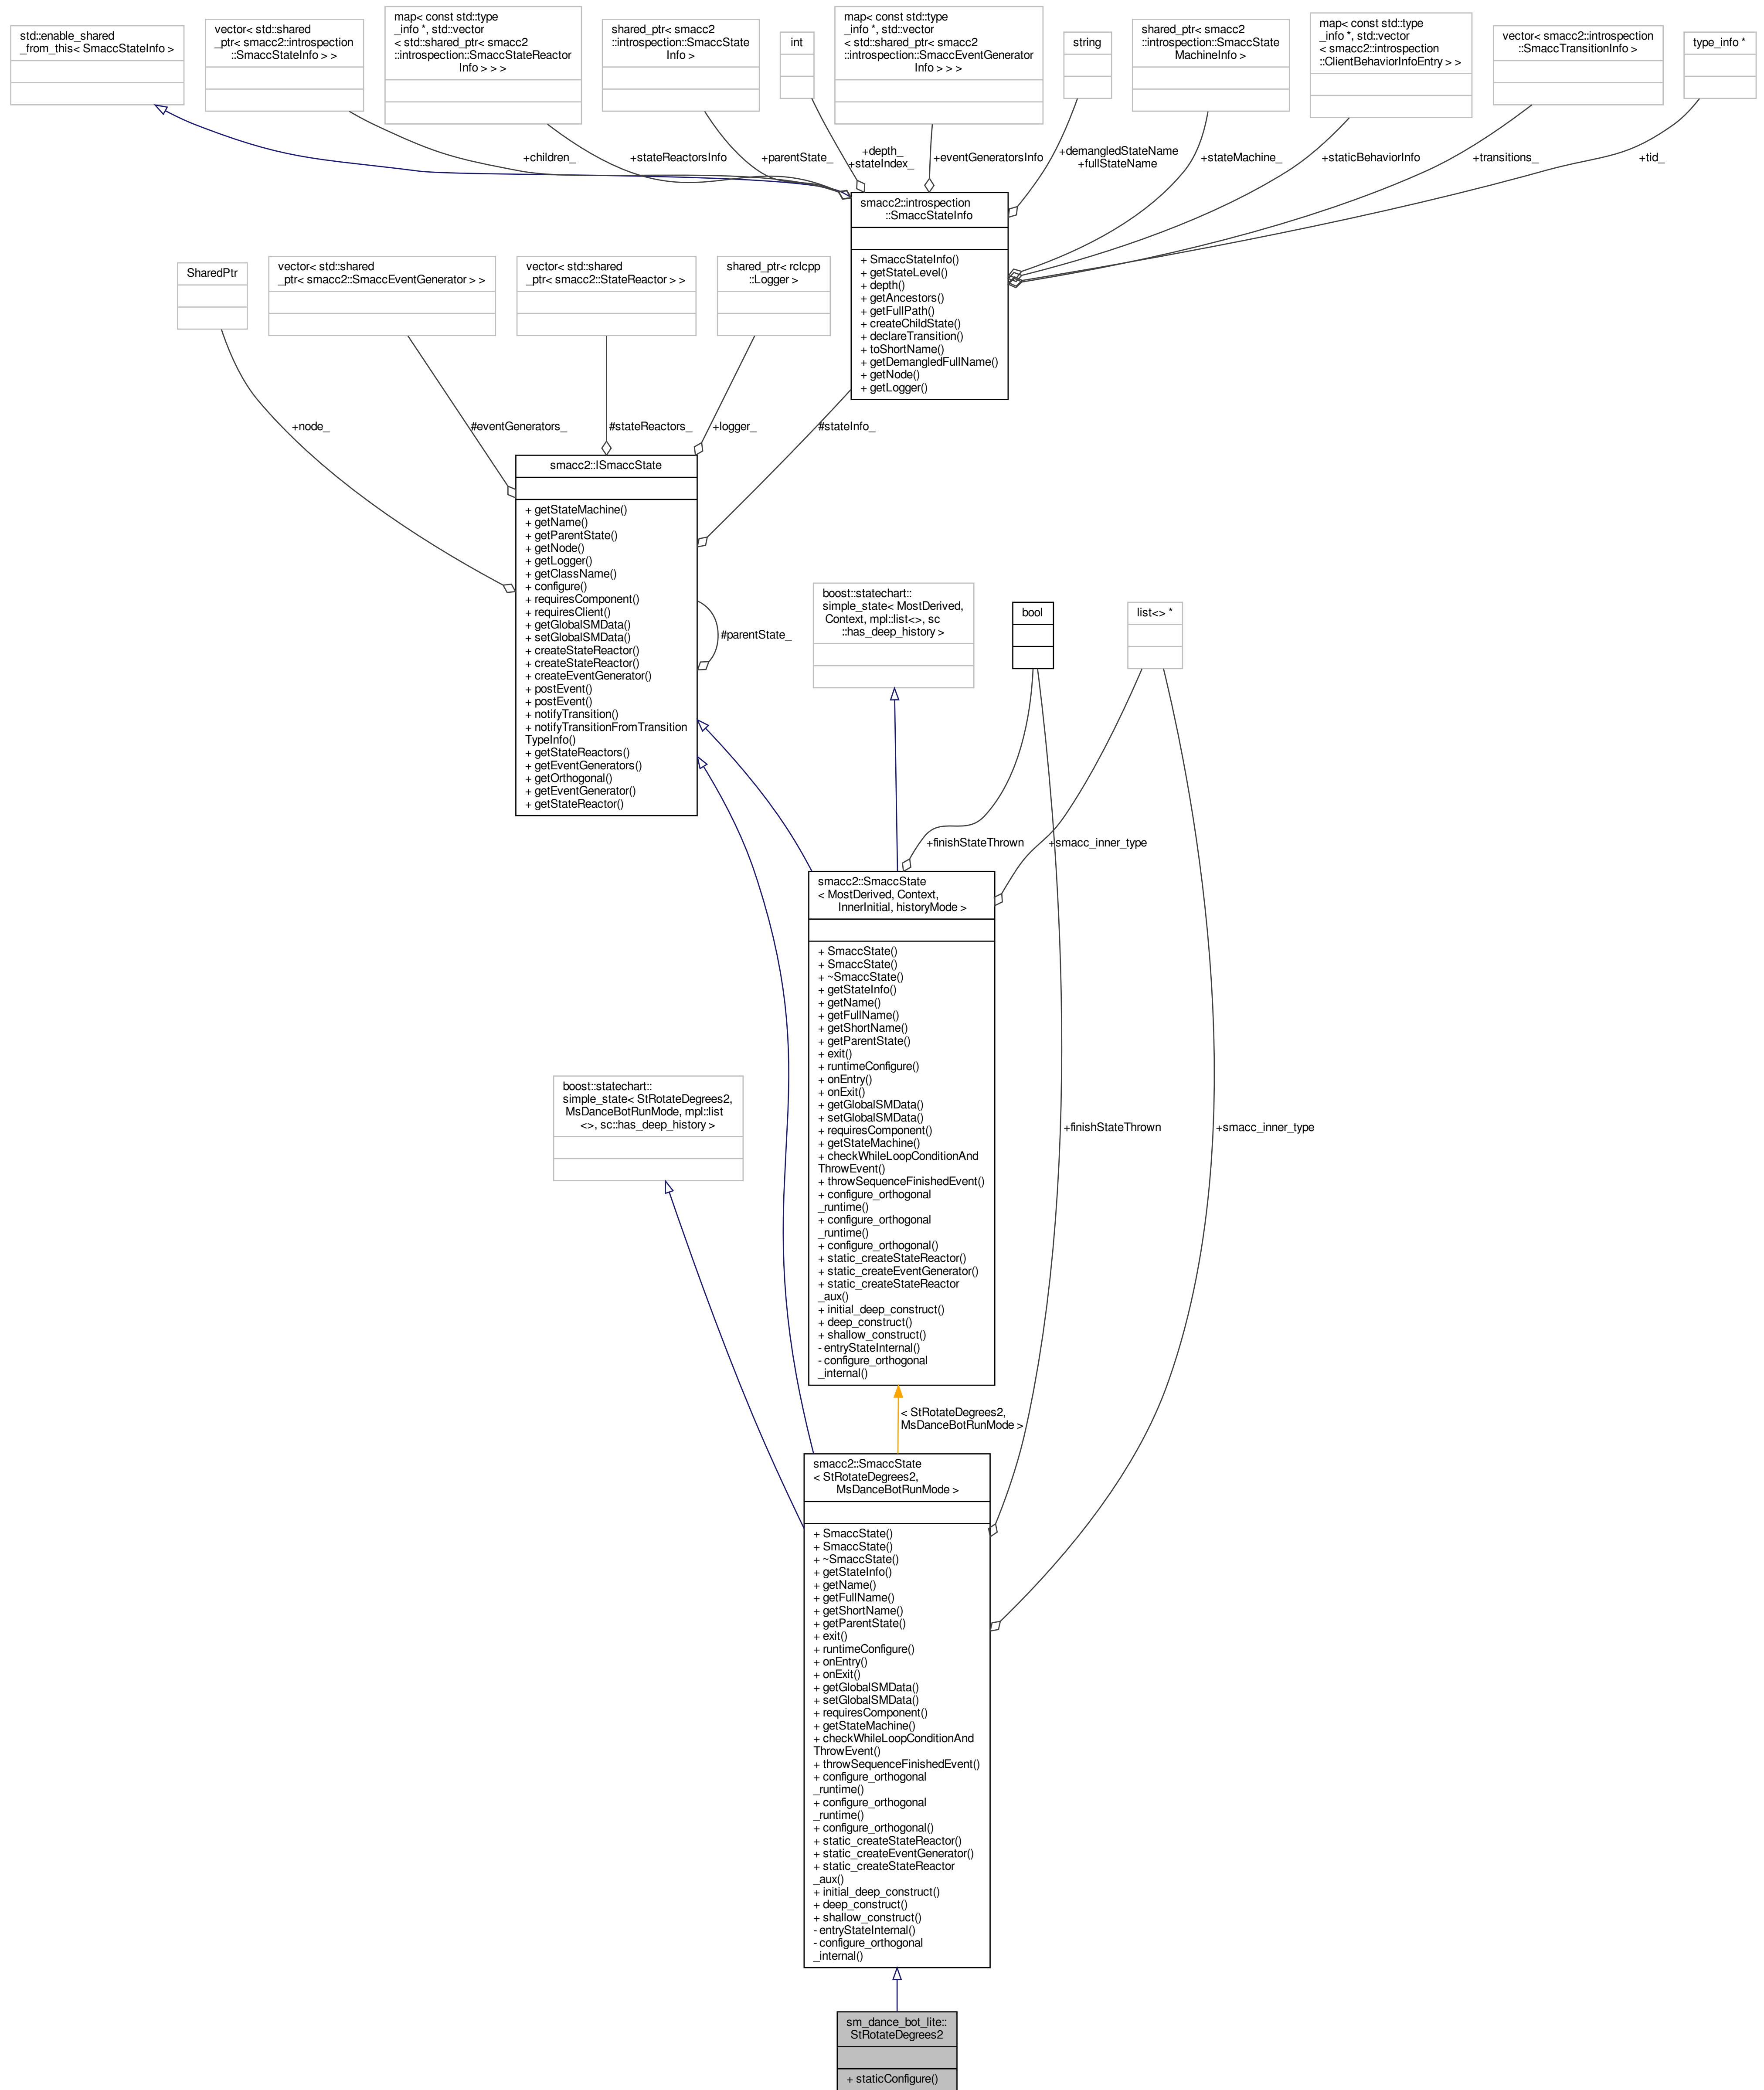 std::enable_shared
_from_this< SmaccStateInfo >
vector< std::shared
_ptr< smacc2::introspection
::SmaccStateInfo > >
map< const std::type
_info *, std::vector
< std::shared_ptr< smacc2
::introspection::SmaccStateReactor
Info > > >
shared_ptr< smacc2
::introspection::SmaccState
Info >
int
map< const std::type
_info *, std::vector
< std::shared_ptr< smacc2
::introspection::SmaccEventGenerator
Info > > >
string
shared_ptr< smacc2
::introspection::SmaccState
MachineInfo >
map< const std::type
_info *, std::vector
< smacc2::introspection
::ClientBehaviorInfoEntry > >
vector< smacc2::introspection
::SmaccTransitionInfo >
type_info *
+children_
+stateReactorsInfo
+parentState_
+depth_
+stateIndex_
+eventGeneratorsInfo
+demangledStateName
+fullStateName
+stateMachine_
+staticBehaviorInfo
+transitions_
+tid_
smacc2::introspection
::SmaccStateInfo
+ SmaccStateInfo()
+ getStateLevel()
+ depth()
+ getAncestors()
+ getFullPath()
+ createChildState()
+ declareTransition()
+ toShortName()
+ getDemangledFullName()
+ getNode()
+ getLogger()
SharedPtr
vector< std::shared
_ptr< smacc2::SmaccEventGenerator > >
vector< std::shared
_ptr< smacc2::StateReactor > >
shared_ptr< rclcpp
::Logger >
+node_
#eventGenerators_
#stateReactors_
+logger_
#stateInfo_
smacc2::ISmaccState
+ getStateMachine()
+ getName()
+ getParentState()
+ getNode()
+ getLogger()
+ getClassName()
+ configure()
+ requiresComponent()
+ requiresClient()
+ getGlobalSMData()
+ setGlobalSMData()
+ createStateReactor()
+ createStateReactor()
+ createEventGenerator()
+ postEvent()
+ postEvent()
+ notifyTransition()
+ notifyTransitionFromTransition
TypeInfo()
+ getStateReactors()
+ getEventGenerators()
+ getOrthogonal()
+ getEventGenerator()
+ getStateReactor()
#parentState_
boost::statechart::
simple_state< MostDerived,
Context, mpl::list<>, sc
::has_deep_history >
bool
list<> *
+finishStateThrown
+smacc_inner_type
smacc2::SmaccState
< MostDerived, Context,
InnerInitial, historyMode >
+ SmaccState()
+ SmaccState()
+ ~SmaccState()
+ getStateInfo()
+ getName()
+ getFullName()
+ getShortName()
+ getParentState()
+ exit()
+ runtimeConfigure()
+ onEntry()
+ onExit()
+ getGlobalSMData()
+ setGlobalSMData()
+ requiresComponent()
+ getStateMachine()
+ checkWhileLoopConditionAnd
ThrowEvent()
+ throwSequenceFinishedEvent()
+ configure_orthogonal
_runtime()
+ configure_orthogonal
_runtime()
+ configure_orthogonal()
+ static_createStateReactor()
+ static_createEventGenerator()
+ static_createStateReactor
_aux()
+ initial_deep_construct()
+ deep_construct()
+ shallow_construct()
- entryStateInternal()
- configure_orthogonal
_internal()
boost::statechart::
simple_state< StRotateDegrees2,
MsDanceBotRunMode, mpl::list
<>, sc::has_deep_history >
+finishStateThrown
+smacc_inner_type
< StRotateDegrees2,
MsDanceBotRunMode >
smacc2::SmaccState
< StRotateDegrees2,
MsDanceBotRunMode >
+ SmaccState()
+ SmaccState()
+ ~SmaccState()
+ getStateInfo()
+ getName()
+ getFullName()
+ getShortName()
+ getParentState()
+ exit()
+ runtimeConfigure()
+ onEntry()
+ onExit()
+ getGlobalSMData()
+ setGlobalSMData()
+ requiresComponent()
+ getStateMachine()
+ checkWhileLoopConditionAnd
ThrowEvent()
+ throwSequenceFinishedEvent()
+ configure_orthogonal
_runtime()
+ configure_orthogonal
_runtime()
+ configure_orthogonal()
+ static_createStateReactor()
+ static_createEventGenerator()
+ static_createStateReactor
_aux()
+ initial_deep_construct()
+ deep_construct()
+ shallow_construct()
- entryStateInternal()
- configure_orthogonal
_internal()
sm_dance_bot_lite::
StRotateDegrees2
+ staticConfigure()